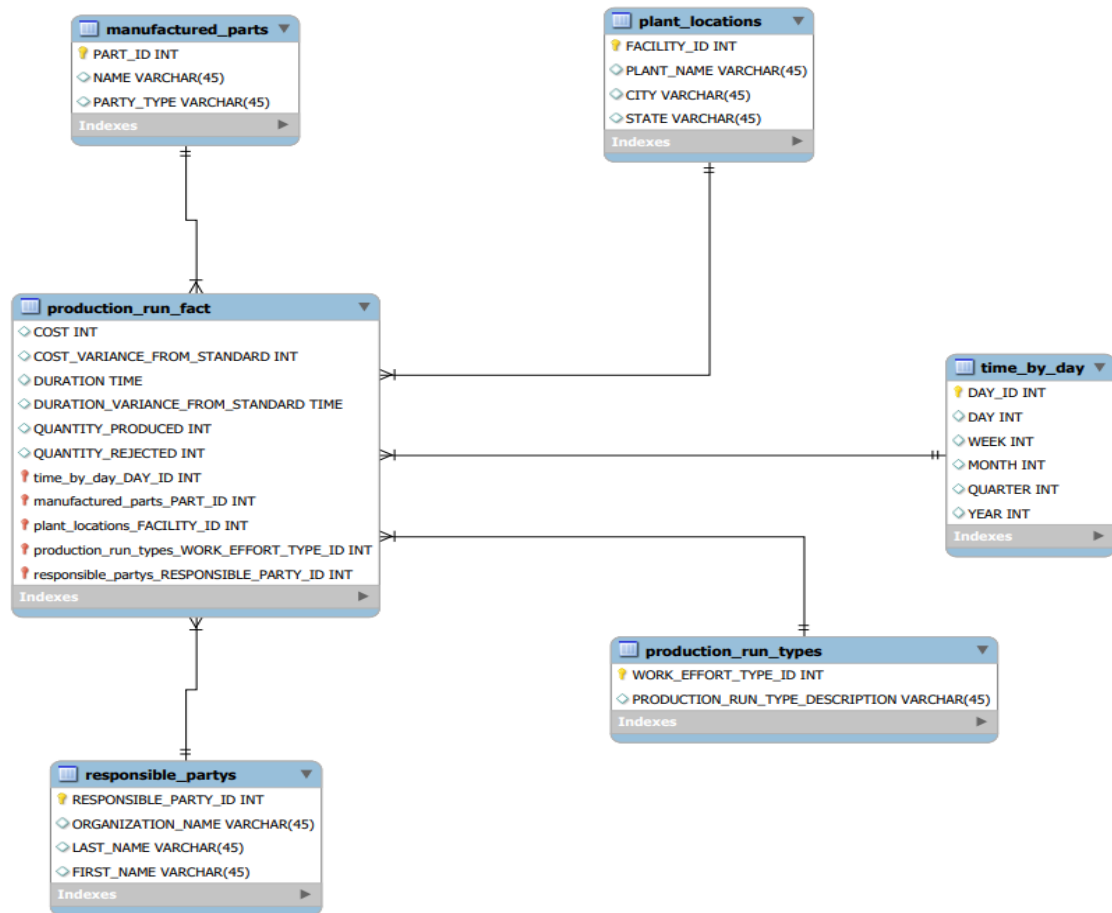 manufactured_parts
PART_ID INT
NAME VARCHAR(45)
PARTY_TYPE VARCHAR(45)
Indexes
plant_locations
FACILITY_ID INT
PLANT_NAME VARCHAR(45)
CITY VARCHAR(45)
STATE VARCHAR(45)
Indexes
production_run_fact
COST INT
COST_VARIANCE_FROM_STANDARD INT
DURATION TIME
DURATION_VARIANCE_FROM_STANDARD TIME
QUANTITY_PRODUCED INT
QUANTITY_REJECTED INT
time_by_day_DAY_ID INT
manufactured_parts_PART_ID INT
plant_locations_FACILITY_ID INT
production_run_types_WORK_EFFORT_TYPE_ID INT
responsible_partys_RESPONSIBLE_PARTY_ID INT
Indexes
time_by_day
DAY_ID INT
DAY INT
WEEK INT
MONTH INT
QUARTER INT
YEAR INT
Indexes
production_run_types
WORK_EFFORT_TYPE_ID INT
PRODUCTION_RUN_TYPE_DESCRIPTION VARCHAR(45)
Indexes
responsible_partys
RESPONSIBLE_PARTY_ID INT
ORGANIZATION_NAME VARCHAR(45)
LAST_NAME VARCHAR(45)
FIRST_NAME VARCHAR(45)
Indexes